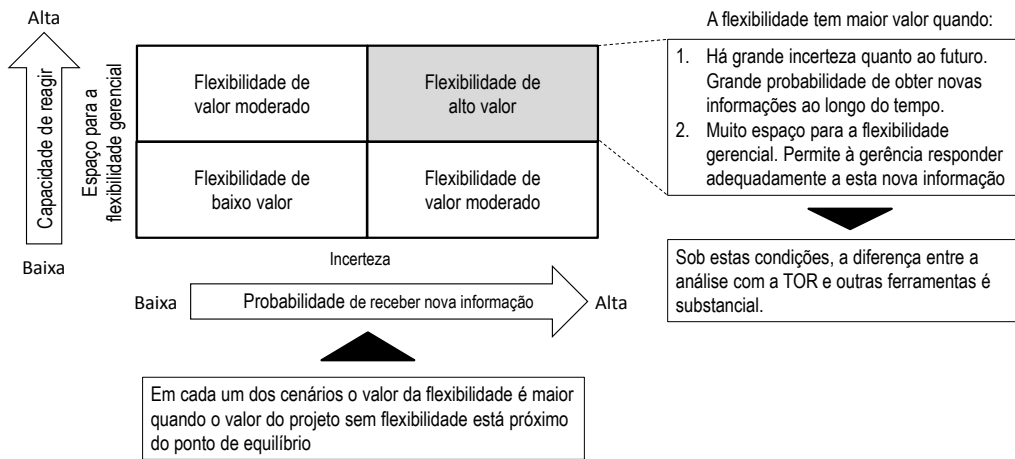 Alta
Capacidade de reagir
Baixa
Espaço para a
flexibilidade gerencial
Flexibilidade de
valor moderado
Flexibilidade de
alto valor
Flexibilidade de
baixo valor
Flexibilidade de
valor moderado
Incerteza
Baixa
Probabilidade de receber nova informação
Alta
Em cada um dos cenários o valor da flexibilidade é maior
quando o valor do projeto sem flexibilidade está próximo
do ponto de equilíbrio
A flexibilidade tem maior valor quando:
1. Há grande incerteza quanto ao futuro.
Grande probabilidade de obter novas
informações ao longo do tempo.
2. Muito espaço para a flexibilidade
gerencial. Permite à gerência responder
adequadamente a esta nova informação
Sob estas condições, a diferença entre a
análise com a TOR e outras ferramentas é
substancial.